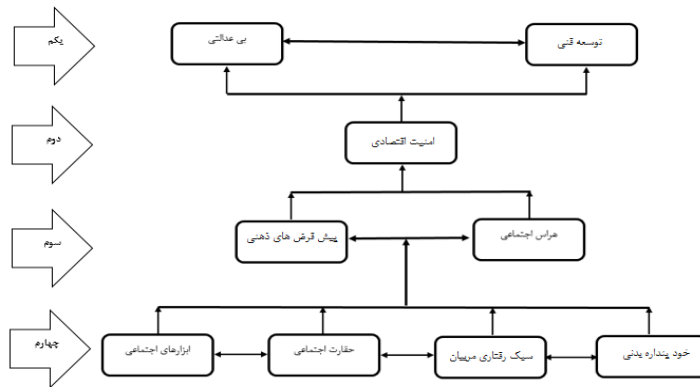 توسعه فنی
بی عدالتی
یکم
امنیت اقتصادی
دوم
هراس اجتماعی
پیش فرض های ذهنی
سوم
خود پنداره بدنی
سبک رفتاری مربیان
حقارت اجتماعی
ابزارهای اجتماعی
چهارم